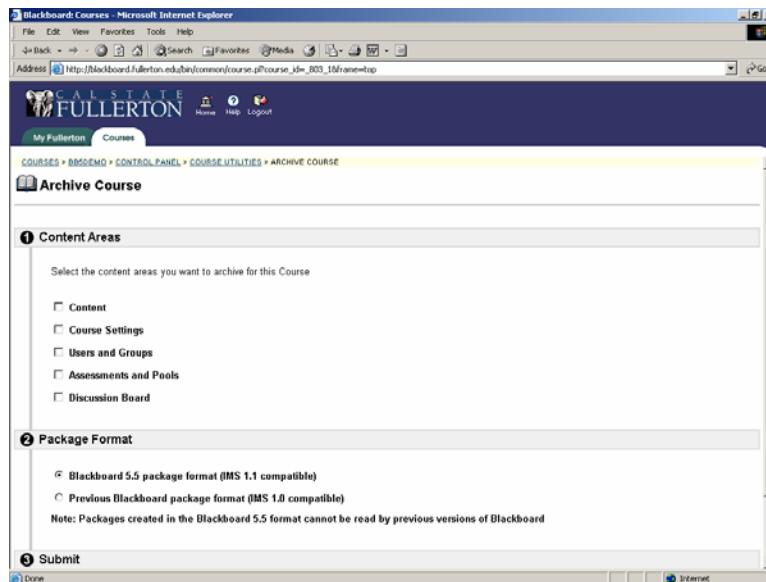 Blackboard: Courses - Microsoft Internet Explorer
File Edit View Favorites Tools Help
Back Search Favorites Media
Address http://blackboard.fullerton.edu/bin/common/course.pl?course_id=_803_1&frame=top Go
CAL STATE
FULLERTON
Home Help Logout
My Fullerton Courses
COURSES > BB5DEMO > CONTROL PANEL > COURSE UTILITIES > ARCHIVE COURSE
Archive Course
1 Content Areas
Select the content areas you want to archive for this Course
Content
Course Settings
Users and Groups
Assessments and Pools
Discussion Board
2 Package Format
Blackboard 5.5 package format (IMS 1.1 compatible)
Previous Blackboard package format (IMS 1.0 compatible)
Note: Packages created in the Blackboard 5.5 format cannot be read by previous versions of Blackboard
3 Submit
Done Internet